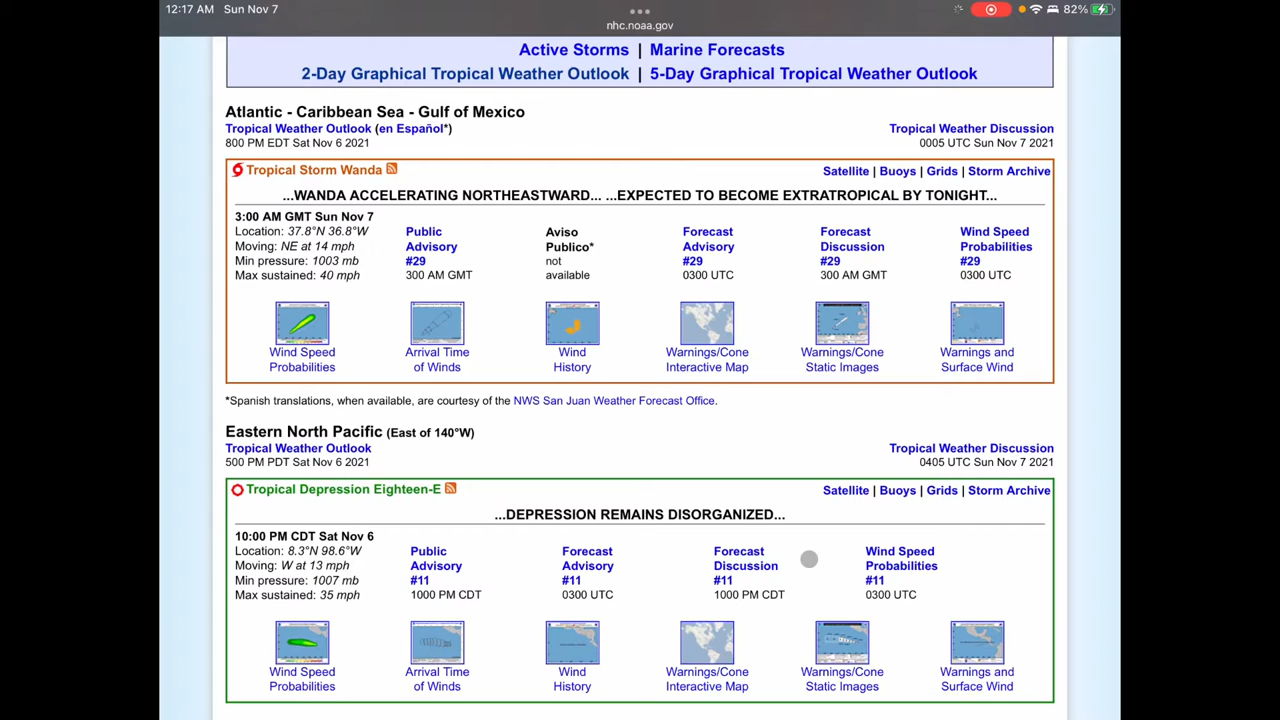 12:17 AM Sun Nov 7
82%
nhc.noaa.gov
Active Storms | Marine Forecasts
2-Day Graphical Tropical Weather Outlook | 5-Day Graphical Tropical Weather Outlook
Atlantic - Caribbean Sea - Gulf of Mexico
Tropical Weather Outlook (en Español*) Tropical Weather Discussion
800 PM EDT Sat Nov 6 2021 0005 UTC Sun Nov 7 2021
Tropical Storm Wanda Satellite | Buoys | Grids | Storm Archive
...WANDA ACCELERATING NORTHEASTWARD... ...EXPECTED TO BECOME EXTRATROPICAL BY TONIGHT...
3:00 AM GMT Sun Nov 7
Location: 37.8°N 36.8°W
Moving: NE at 14 mph
Min pressure: 1003 mb
Max sustained: 40 mph
Public
Advisory
#29
300 AM GMT
Aviso
Publico*
not
available
Forecast
Advisory
#29
0300 UTC
Forecast
Discussion
#29
300 AM GMT
Wind Speed
Probabilities
#29
0300 UTC
Wind Speed
Probabilities
Arrival Time
of Winds
Wind
History
Warnings/Cone
Interactive Map
Warnings/Cone
Static Images
Warnings and
Surface Wind
*Spanish translations, when available, are courtesy of the NWS San Juan Weather Forecast Office.
Eastern North Pacific (East of 140°W)
Tropical Weather Outlook Tropical Weather Discussion
500 PM PDT Sat Nov 6 2021 0405 UTC Sun Nov 7 2021
Tropical Depression Eighteen-E Satellite | Buoys | Grids | Storm Archive
...DEPRESSION REMAINS DISORGANIZED...
10:00 PM CDT Sat Nov 6
Location: 8.3°N 98.6°W
Moving: W at 13 mph
Min pressure: 1007 mb
Max sustained: 35 mph
Public
Advisory
#11
1000 PM CDT
Forecast
Advisory
#11
0300 UTC
Forecast
Discussion
#11
1000 PM CDT
Wind Speed
Probabilities
#11
0300 UTC
Wind Speed
Probabilities
Arrival Time
of Winds
Wind
History
Warnings/Cone
Interactive Map
Warnings/Cone
Static Images
Warnings and
Surface Wind